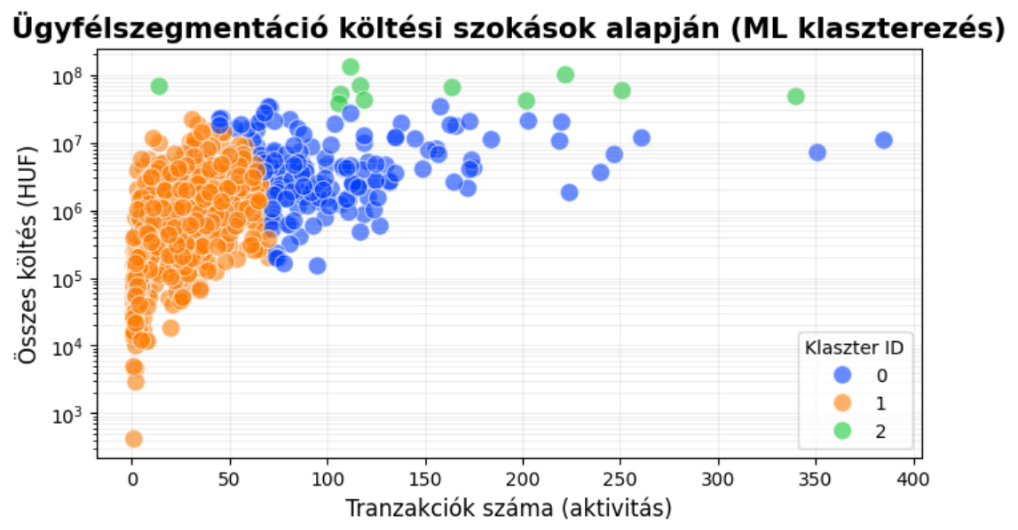 Ügyfélszegmentáció költési szokások alapján (ML klaszterezés)
Összes költés (HUF)
10⁸
10⁷
10⁶
10⁵
10⁴
10³
Klaszter ID
0
1
2
0 50 100 150 200 250 300 350 400
Tranzakciók száma (aktivitás)